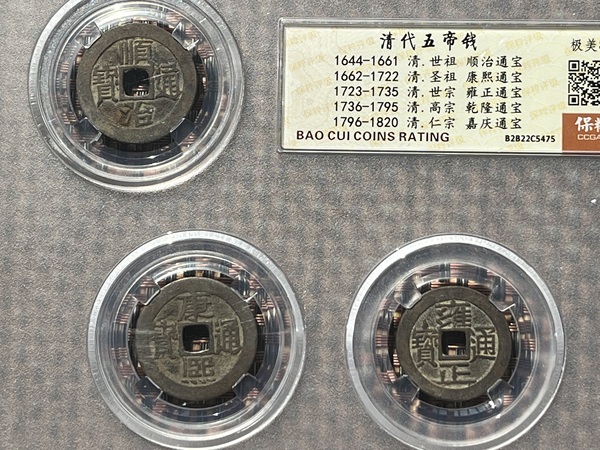 順治通寶
清代五帝钱
极美
1644-1661 清.世祖 顺治通宝
1662-1722 清.圣祖 康熙通宝
1723-1735 清.世宗 雍正通宝
1736-1795 清.高宗 乾隆通宝
1796-1820 清.仁宗 嘉庆通宝
BAO CUI COINS RATING
B2B22C5475
保粹
CCGA
康熙通寳
雍正通寶